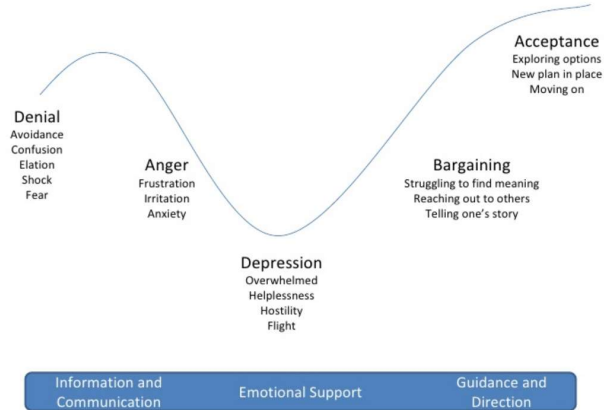 Denial
Avoidance
Confusion
Elation
Shock
Fear
Anger
Frustration
Irritation
Anxiety
Depression
Overwhelmed
Helplessness
Hostility
Flight
Bargaining
Struggling to find meaning
Reaching out to others
Telling one's story
Acceptance
Exploring options
New plan in place
Moving on
Information and
Communication
Emotional Support
Guidance and
Direction